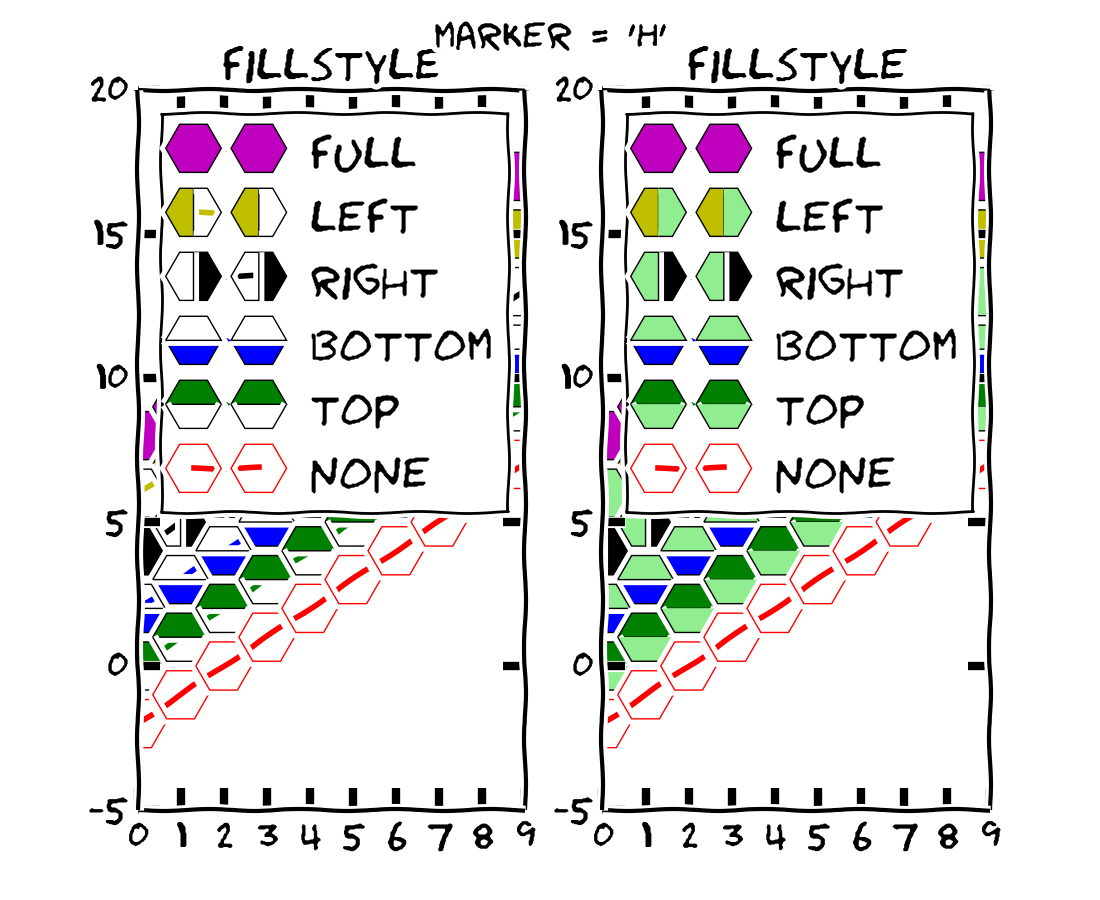 MARKER = 'H'
FILLSTYLE
20
15
10
5
0
-5
0 1 2 3 4 5 6 7 8 9
FULL
LEFT
RIGHT
BOTTOM
TOP
NONE
FILLSTYLE
20
15
10
5
0
-5
0 1 2 3 4 5 6 7 8 9
FULL
LEFT
RIGHT
BOTTOM
TOP
NONE